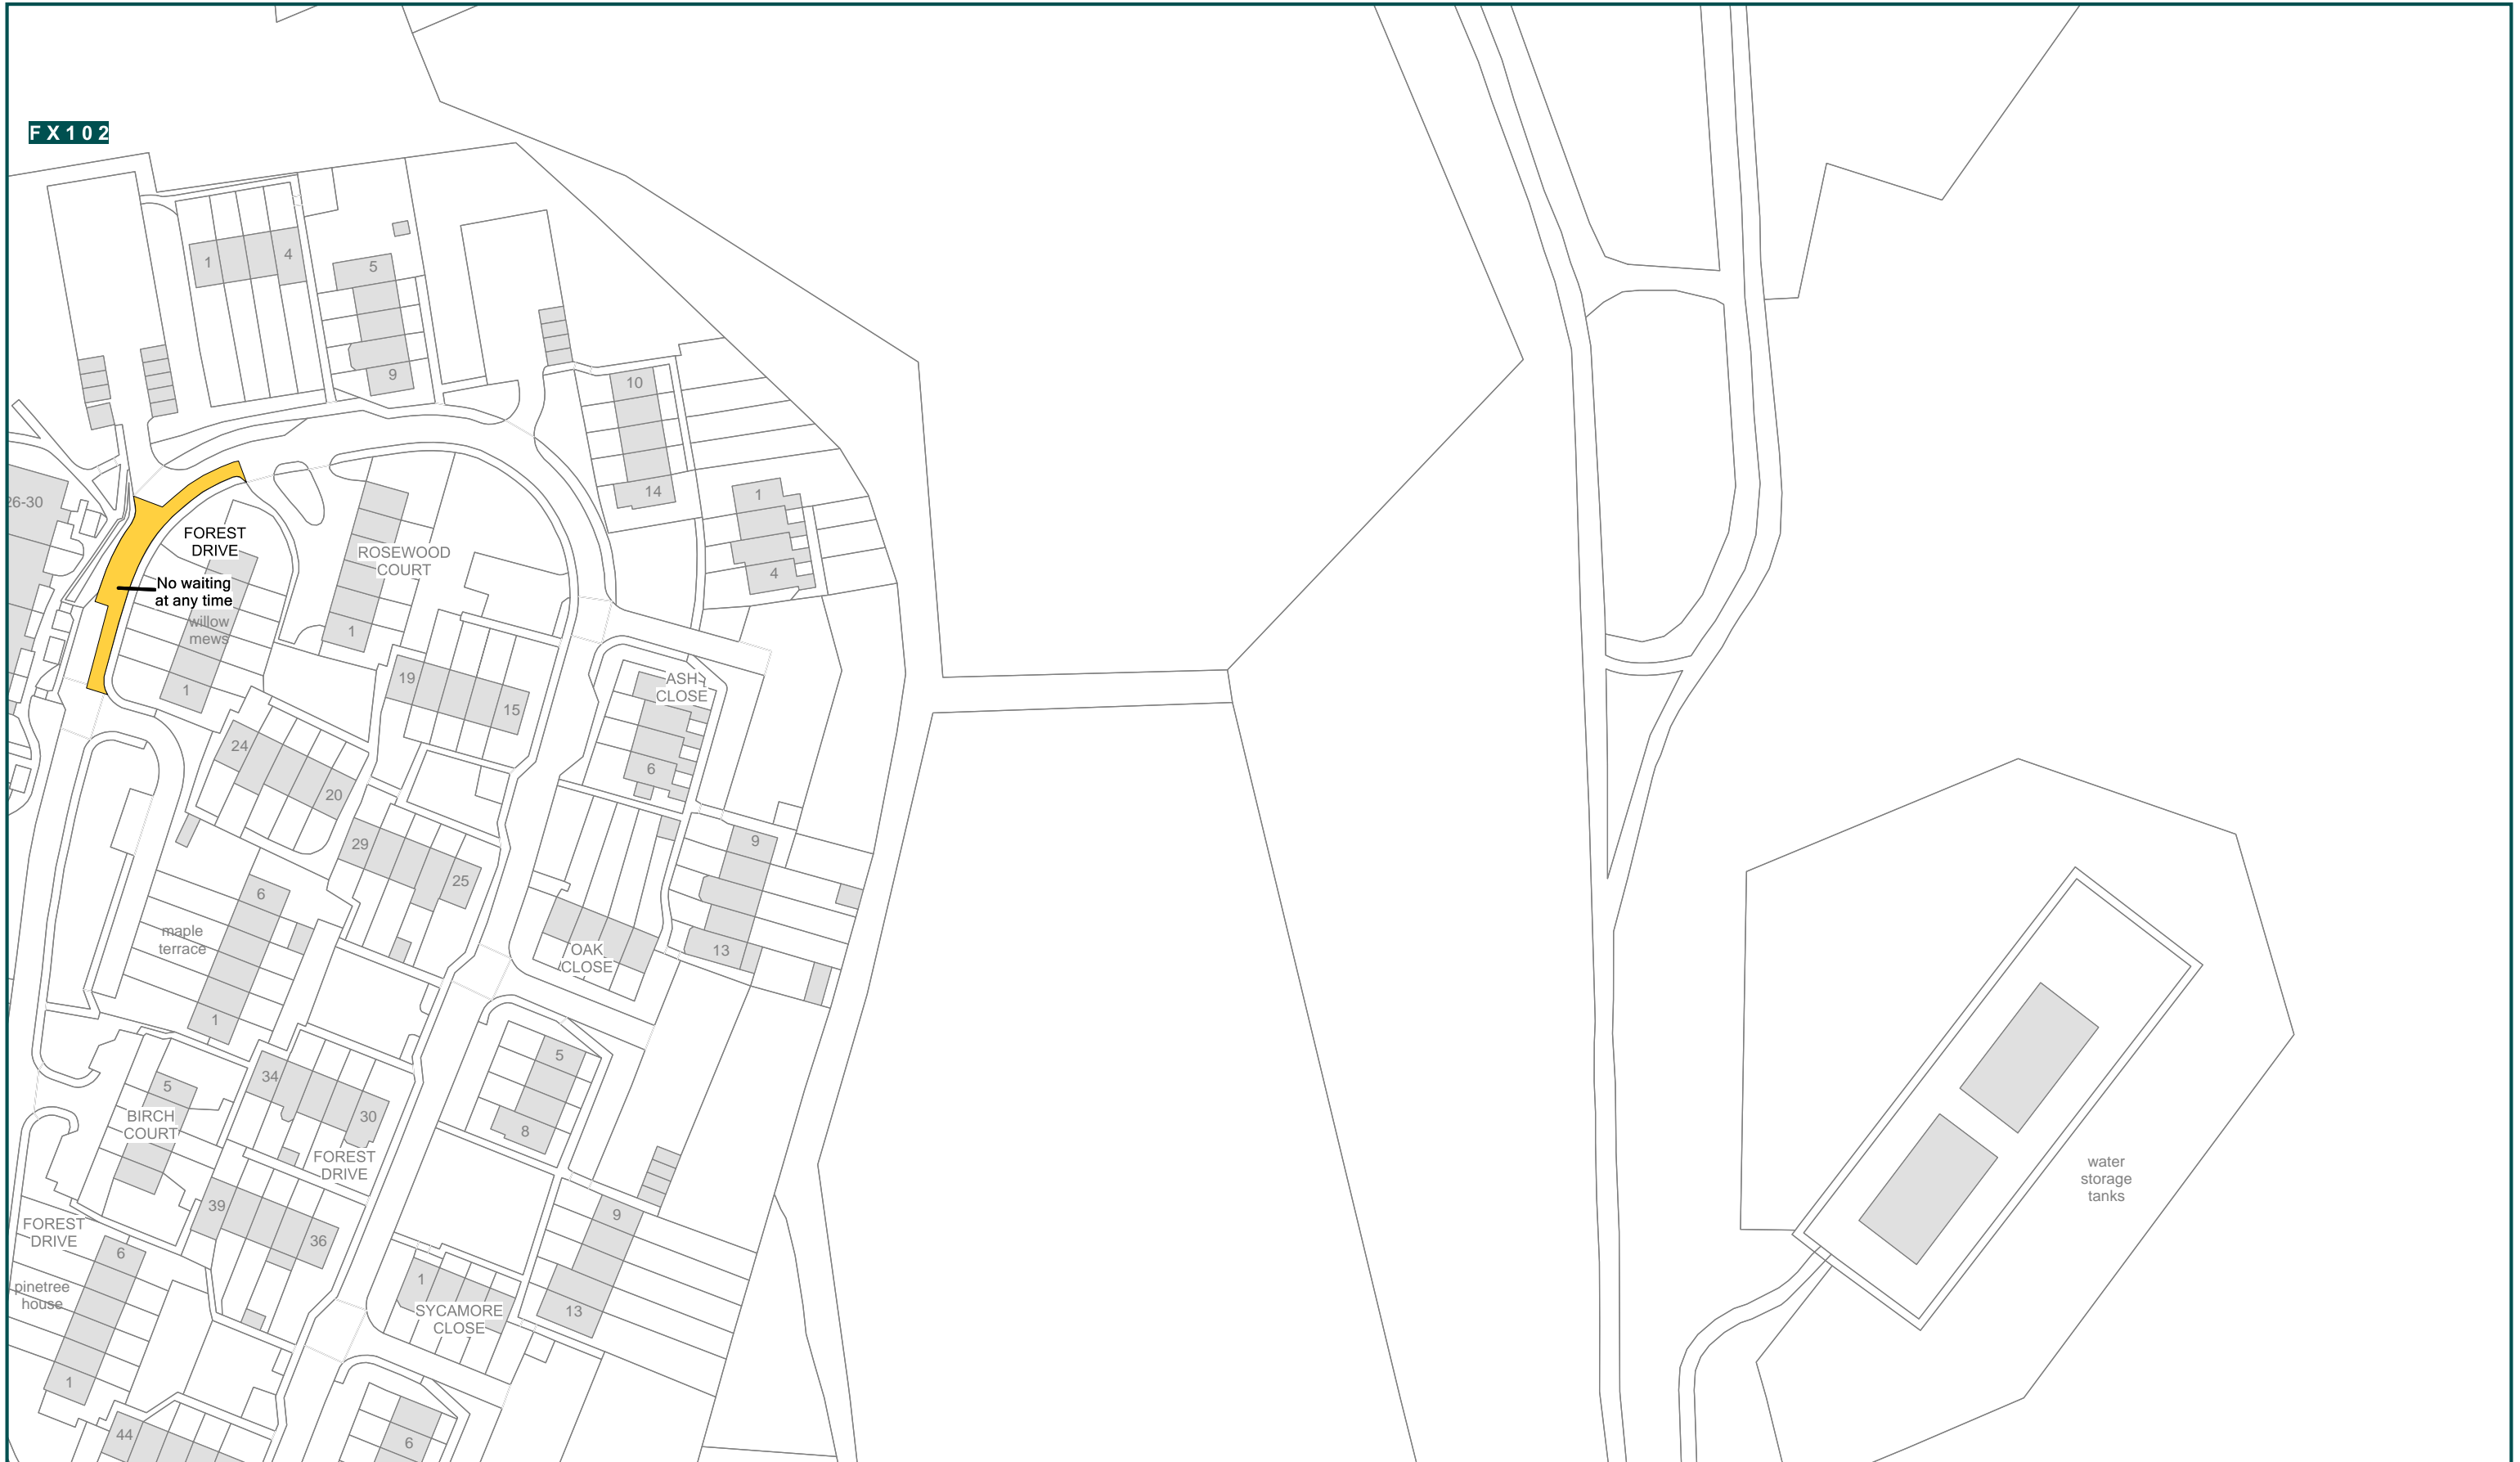 FX102
1
4
5
9
10
14
1
4
26-30
FOREST
DRIVE
No waiting
at any time
willow
mews
1
ROSEWOOD
COURT
1
19
15
ASH
CLOSE
6
24
20
29
25
9
13
OAK
CLOSE
6
maple
terrace
1
5
8
34
30
FOREST
DRIVE
5
BIRCH
COURT
39
36
FOREST
DRIVE
6
pinetree
house
1
9
13
1
SYCAMORE
CLOSE
44
6
water
storage
tanks